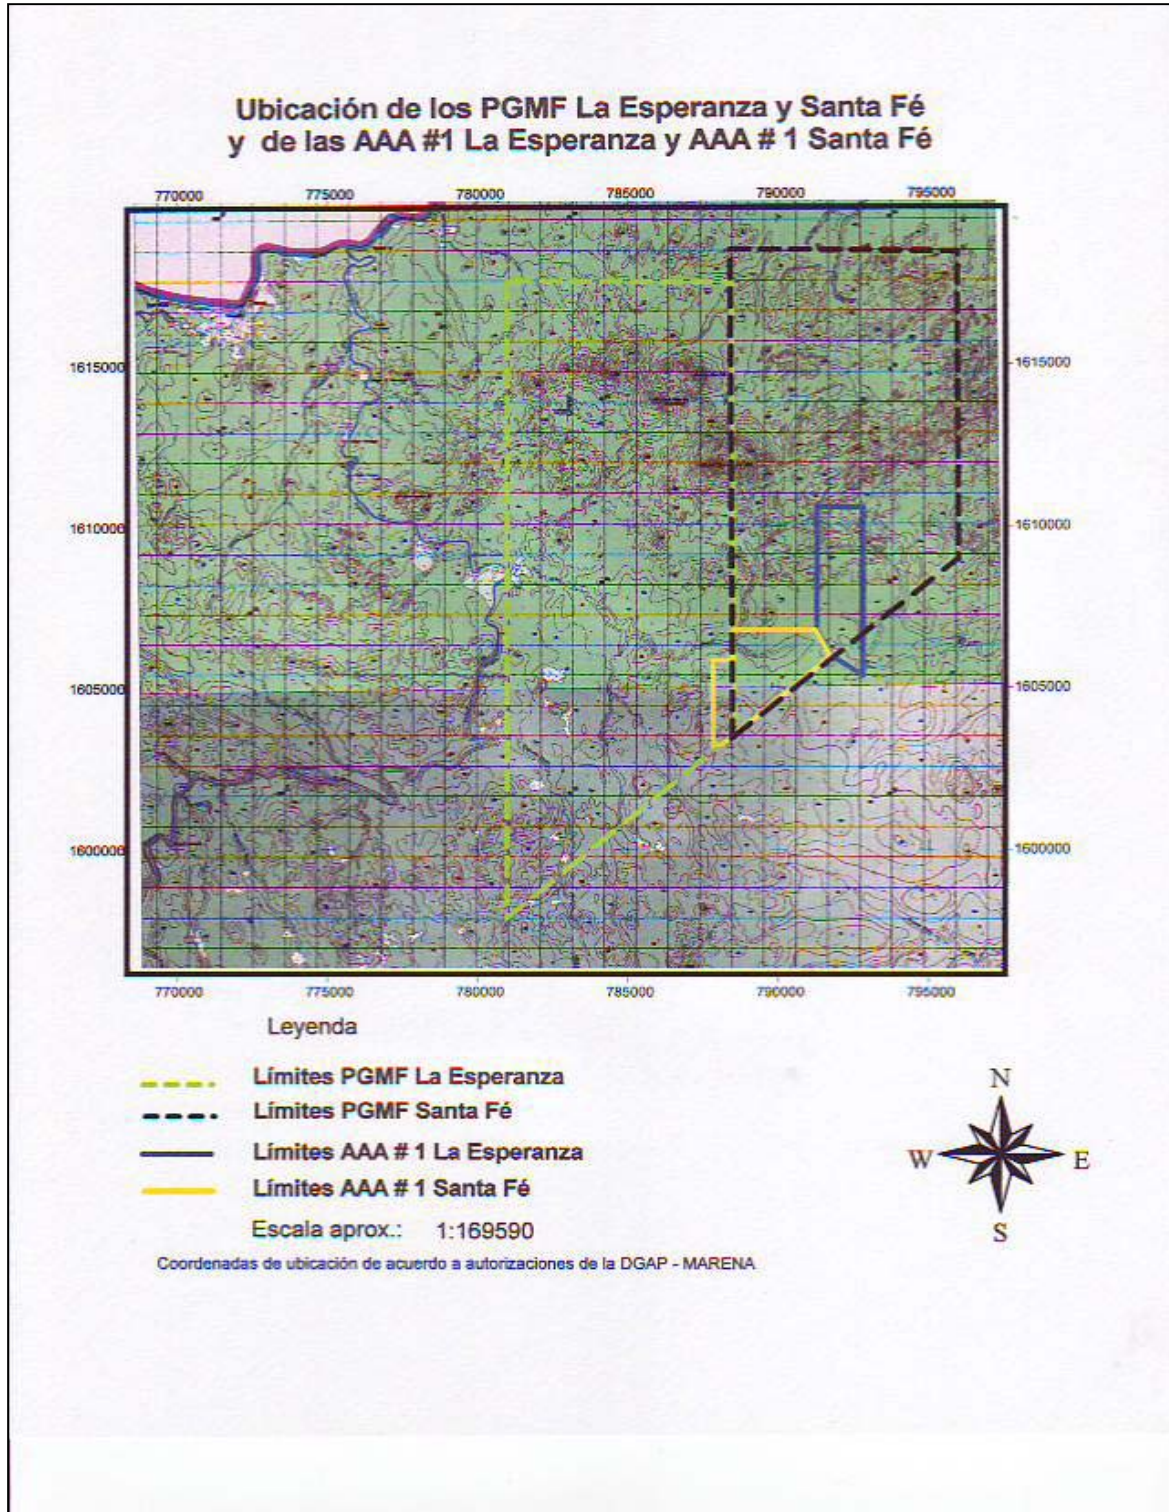 Ubicación de los PGMF La Esperanza y Santa Fé
y de las AAA #1 La Esperanza y AAA # 1 Santa Fé
770000 775000 780000 785000 790000 795000
1615000 1615000
1610000 1610000
1605000 1605000
1600000 1600000
770000 775000 780000 785000 790000 795000
Leyenda
Límites PGMF La Esperanza
Límites PGMF Santa Fé
Límites AAA # 1 La Esperanza
Límites AAA # 1 Santa Fé
Escala aprox.: 1:169590
Coordenadas de ubicación de acuerdo a autorizaciones de la DGAP - MARENA
N
W E
S